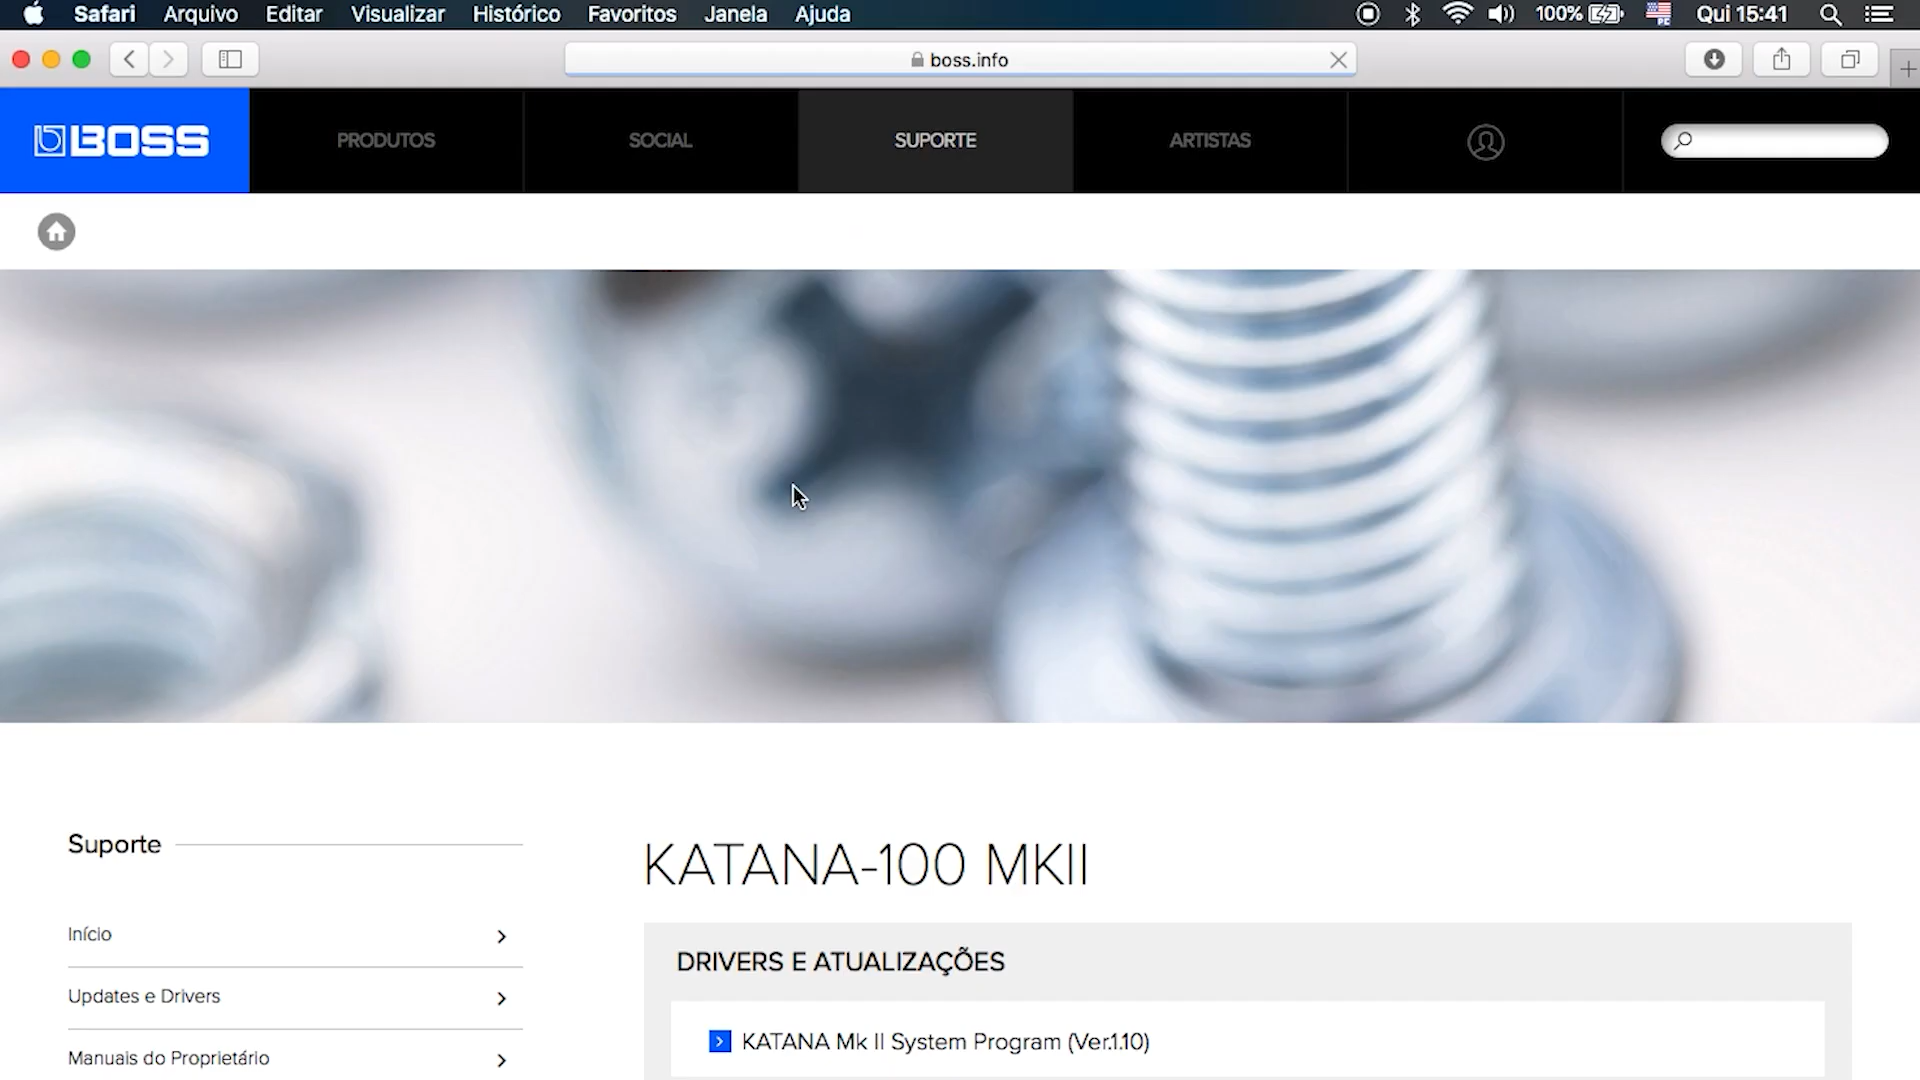 Safari Arquivo Editar Visualizar Histórico Favoritos Janela Ajuda 100% PC Qui 15:41
boss.info
BOSS PRODUTOS SOCIAL SUPORTE ARTISTAS
Suporte
Início
Updates e Drivers
Manuais do Proprietário
KATANA-100 MKII
DRIVERS E ATUALIZAÇÕES
KATANA Mk II System Program (Ver.1.10)